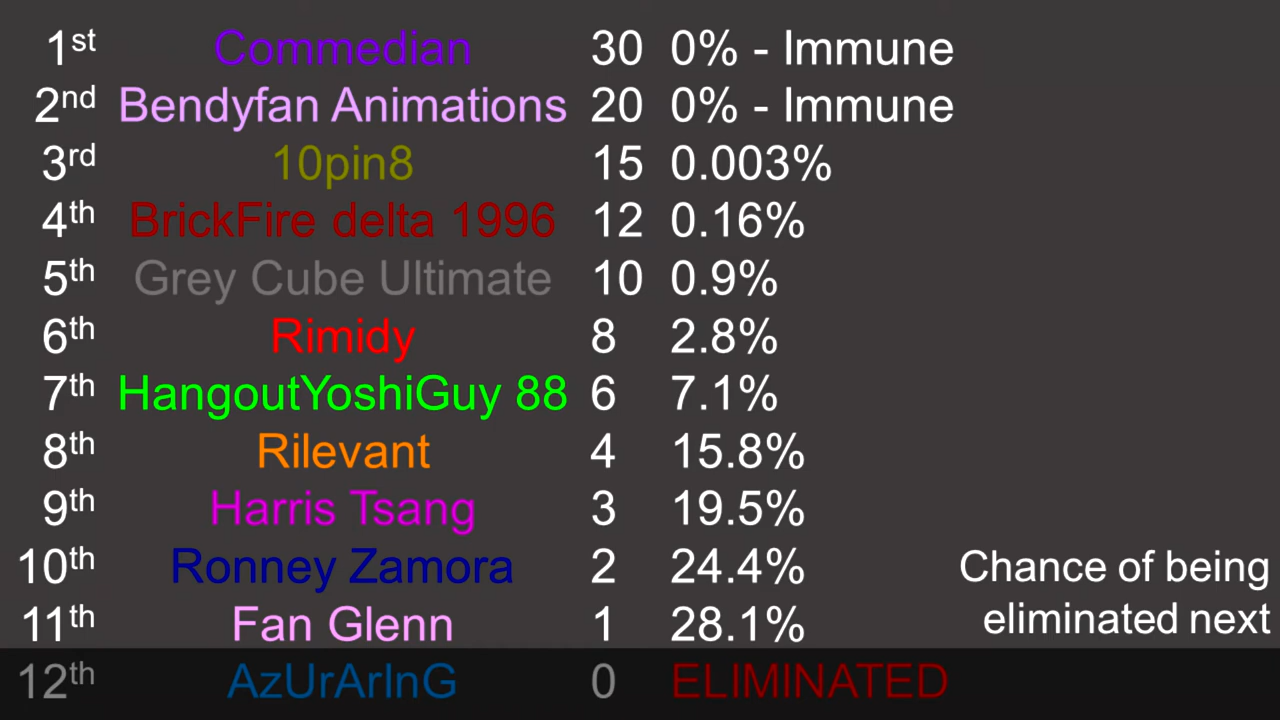 1st Commedian 30 0% - Immune
2nd Bendyfan Animations 20 0% - Immune
3rd 10pin8 15 0.003%
4th BrickFire delta 1996 12 0.16%
5th Grey Cube Ultimate 10 0.9%
6th Rimidy 8 2.8%
7th HangoutYoshiGuy 88 6 7.1%
8th Rilevant 4 15.8%
9th Harris Tsang 3 19.5%
10th Ronney Zamora 2 24.4%
11th Fan Glenn 1 28.1%
12th AzUrArInG 0 ELIMINATED
Chance of being
eliminated next